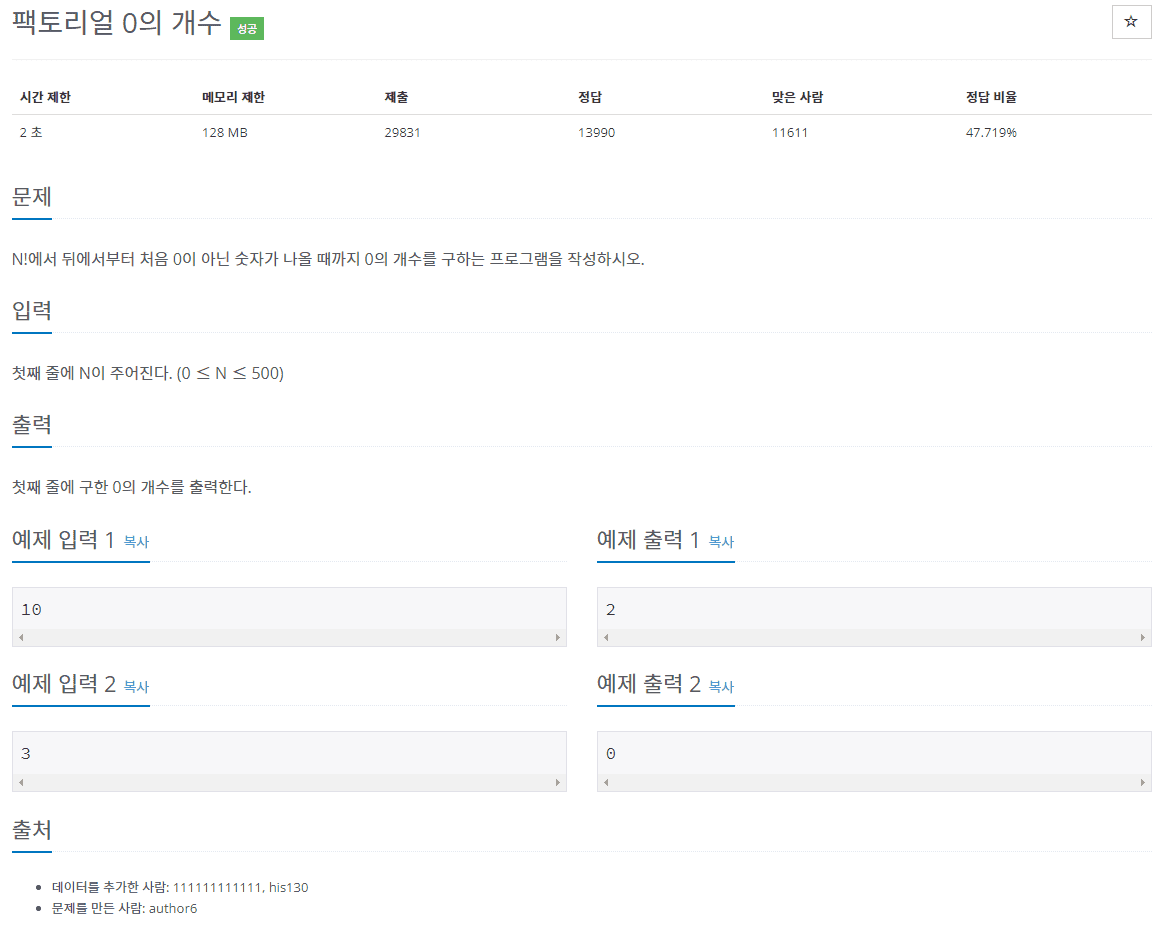 팩토리얼 0의 개수 성공
☆
시간 제한 메모리 제한 제출 정답 맞은 사람 정답 비율
2 초 128 MB 29831 13990 11611 47.719%
문제
N!에서 뒤에서부터 처음 0이 아닌 숫자가 나올 때까지 0의 개수를 구하는 프로그램을 작성하시오.
입력
첫째 줄에 N이 주어진다. (0 ≤ N ≤ 500)
출력
첫째 줄에 구한 0의 개수를 출력한다.
예제 입력 1 복사
10
예제 출력 1 복사
2
예제 입력 2 복사
3
예제 출력 2 복사
0
출처
• 데이터를 추가한 사람: 111111111111, his130
• 문제를 만든 사람: author6